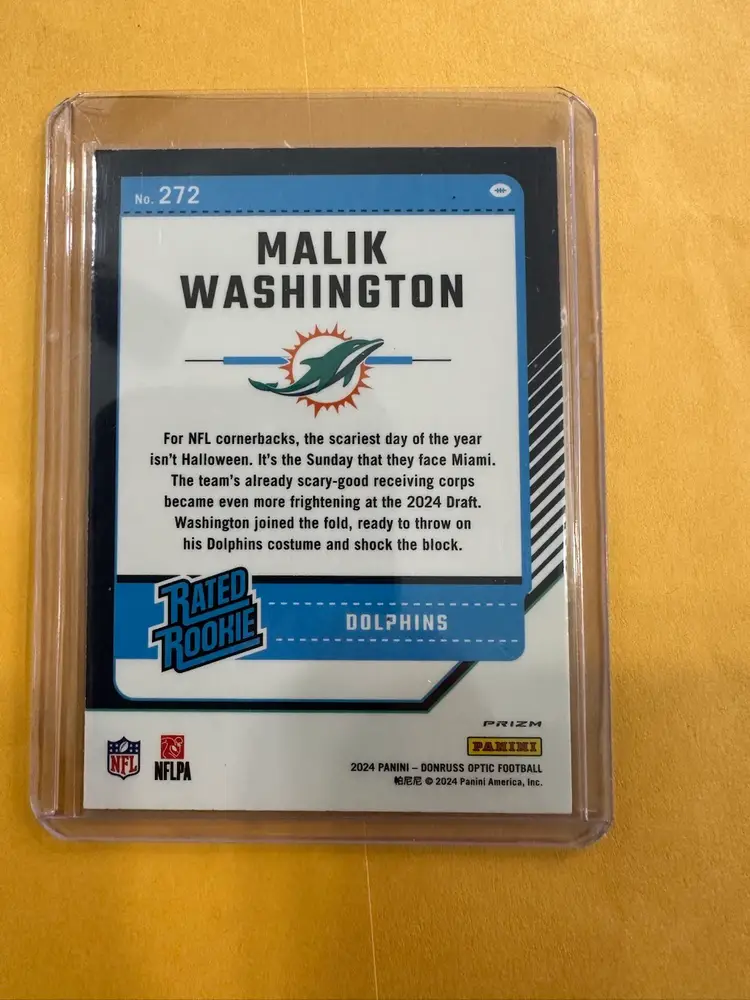 No. 272
MALIK
WASHINGTON
For NFL cornerbacks, the scariest day of the year
isn't Halloween. It's the Sunday that they face Miami.
The team's already scary-good receiving corps
became even more frightening at the 2024 Draft.
Washington joined the fold, ready to throw on
his Dolphins costume and shock the block.
RATED
ROOKIE
DOLPHINS
PRIZM
PANINI
NFL
NFLPA
2024 PANINI – DONRUSS OPTIC FOOTBALL
帕尼尼 © 2024 Panini America, Inc.